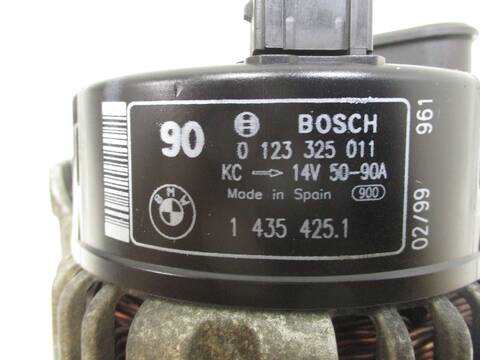 90
BOSCH
0 123 325 011
KC 14V 50-90A
Made in Spain 900
BMW
1 435 425.1
02/99 961